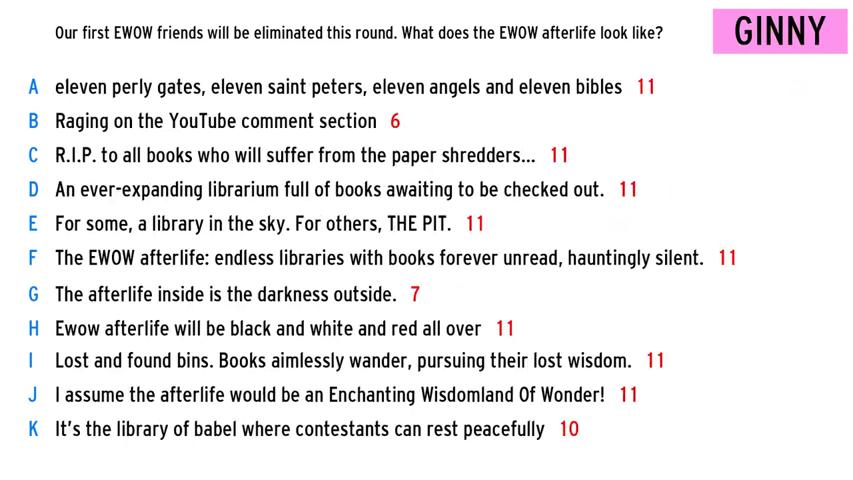 Our first EWOW friends will be eliminated this round. What does the EWOW afterlife look like?
GINNY
A eleven perly gates, eleven saint peters, eleven angels and eleven bibles 11
B Raging on the YouTube comment section 6
C R.I.P. to all books who will suffer from the paper shredders... 11
D An ever-expanding librarium full of books awaiting to be checked out. 11
E For some, a library in the sky. For others, THE PIT. 11
F The EWOW afterlife: endless libraries with books forever unread, hauntingly silent. 11
G The afterlife inside is the darkness outside. 7
H Ewow afterlife will be black and white and red all over 11
I Lost and found bins. Books aimlessly wander, pursuing their lost wisdom. 11
J I assume the afterlife would be an Enchanting Wisdomland Of Wonder! 11
K It's the library of babel where contestants can rest peacefully 10